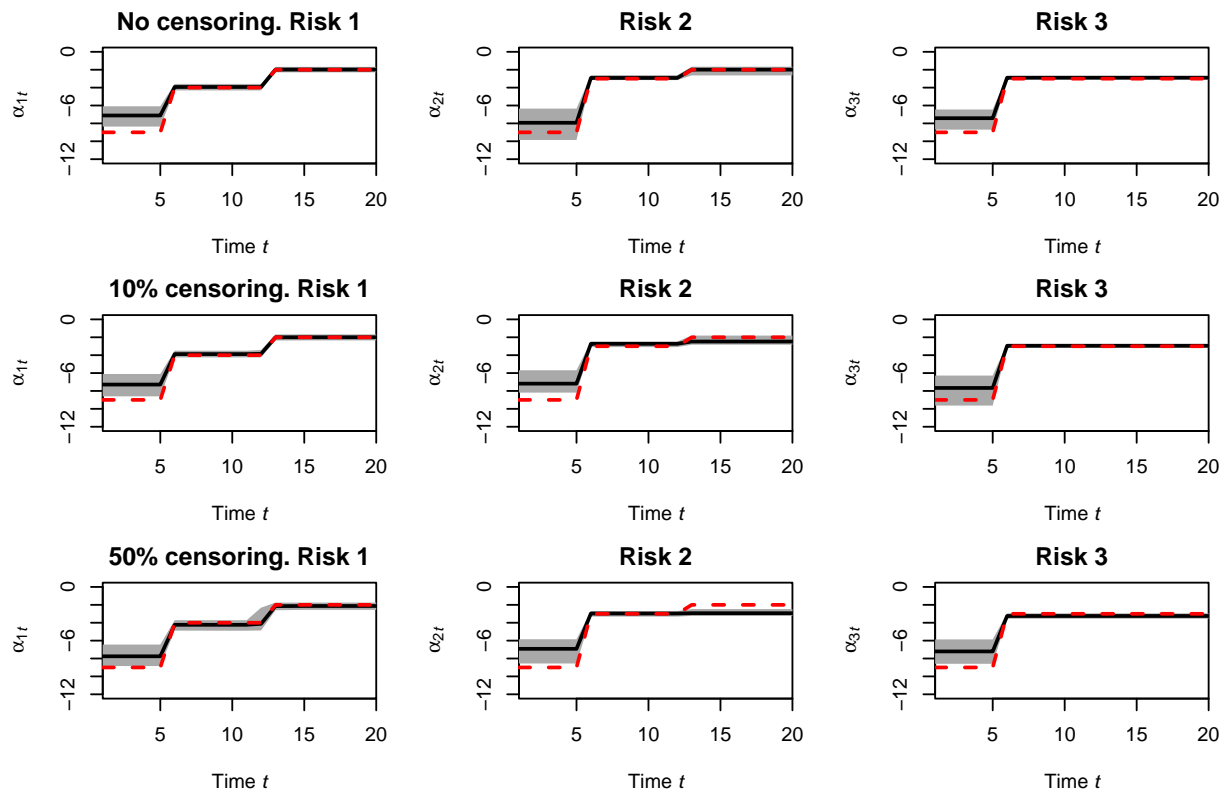 No censoring. Risk 1
Risk 2
Risk 3
α1t
0
−6
−12
5 10 15 20
Time t
α2t
0
−6
−12
5 10 15 20
Time t
α3t
0
−6
−12
5 10 15 20
Time t
10% censoring. Risk 1
Risk 2
Risk 3
α1t
0
−6
−12
5 10 15 20
Time t
α2t
0
−6
−12
5 10 15 20
Time t
α3t
0
−6
−12
5 10 15 20
Time t
50% censoring. Risk 1
Risk 2
Risk 3
α1t
0
−6
−12
5 10 15 20
Time t
α2t
0
−6
−12
5 10 15 20
Time t
α3t
0
−6
−12
5 10 15 20
Time t